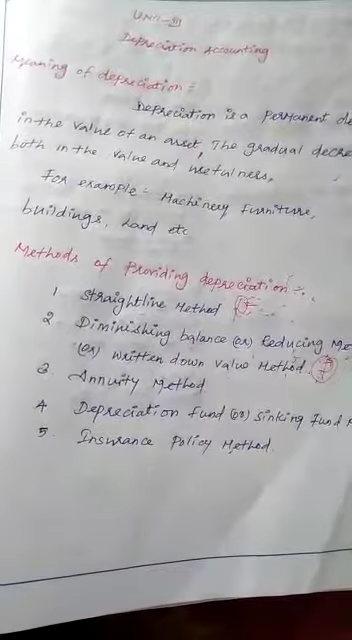 Depreciation Accounting
Meaning of depreciation :-
Depreciation is a permanent de
in the value of an asset, The gradual decre
both in the value and usefulness,
For example - Machinery Furniture,
buildings, Land etc
Methods of Providing depreciation :-
1 Straightline Method
2 Diminishing balance (or) Reducing Me
(or) written down value Method.
3 Annuity Method
4 Depreciation fund (or) sinking fund M
5 Insurance Policy Method.